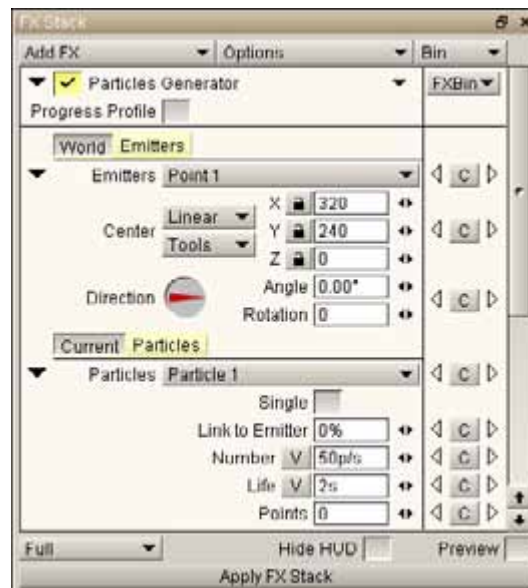 FX Stack
Add FX Options Bin
Particles Generator FXBin
Progress Profile
World Emitters
Emitters Point 1 C
Center Linear Tools X 320
Y 240 C
Z 0
Direction Angle 0.00°
C
Rotation 0
Current Particles
Particles Particle 1 C
Single
Link to Emitter 0% C
Number V 50p/s C
Life V 2s C
Points 0 C
Full Hide HUD Preview
Apply FX Stack